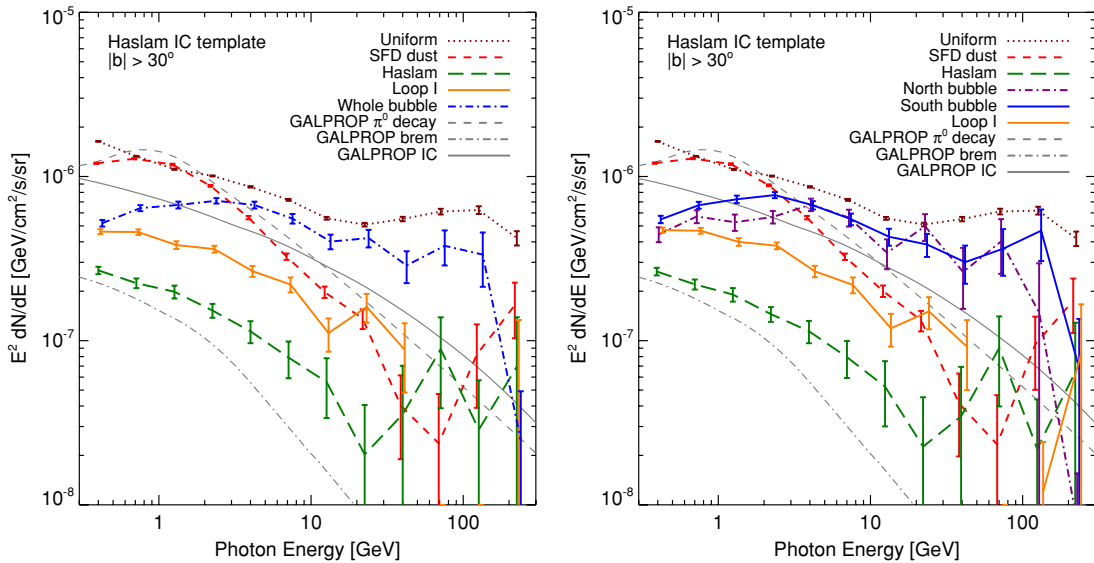 Haslam IC template
|b| > 30°
Uniform
SFD dust
Haslam
Loop I
Whole bubble
GALPROP π⁰ decay
GALPROP brem
GALPROP IC
10⁻⁵
10⁻⁶
10⁻⁷
10⁻⁸
E² dN/dE [GeV/cm²/s/sr]
1
10
100
Photon Energy [GeV]
Haslam IC template
|b| > 30°
Uniform
SFD dust
Haslam
North bubble
South bubble
Loop I
GALPROP π⁰ decay
GALPROP brem
GALPROP IC
10⁻⁵
10⁻⁶
10⁻⁷
10⁻⁸
E² dN/dE [GeV/cm²/s/sr]
1
10
100
Photon Energy [GeV]